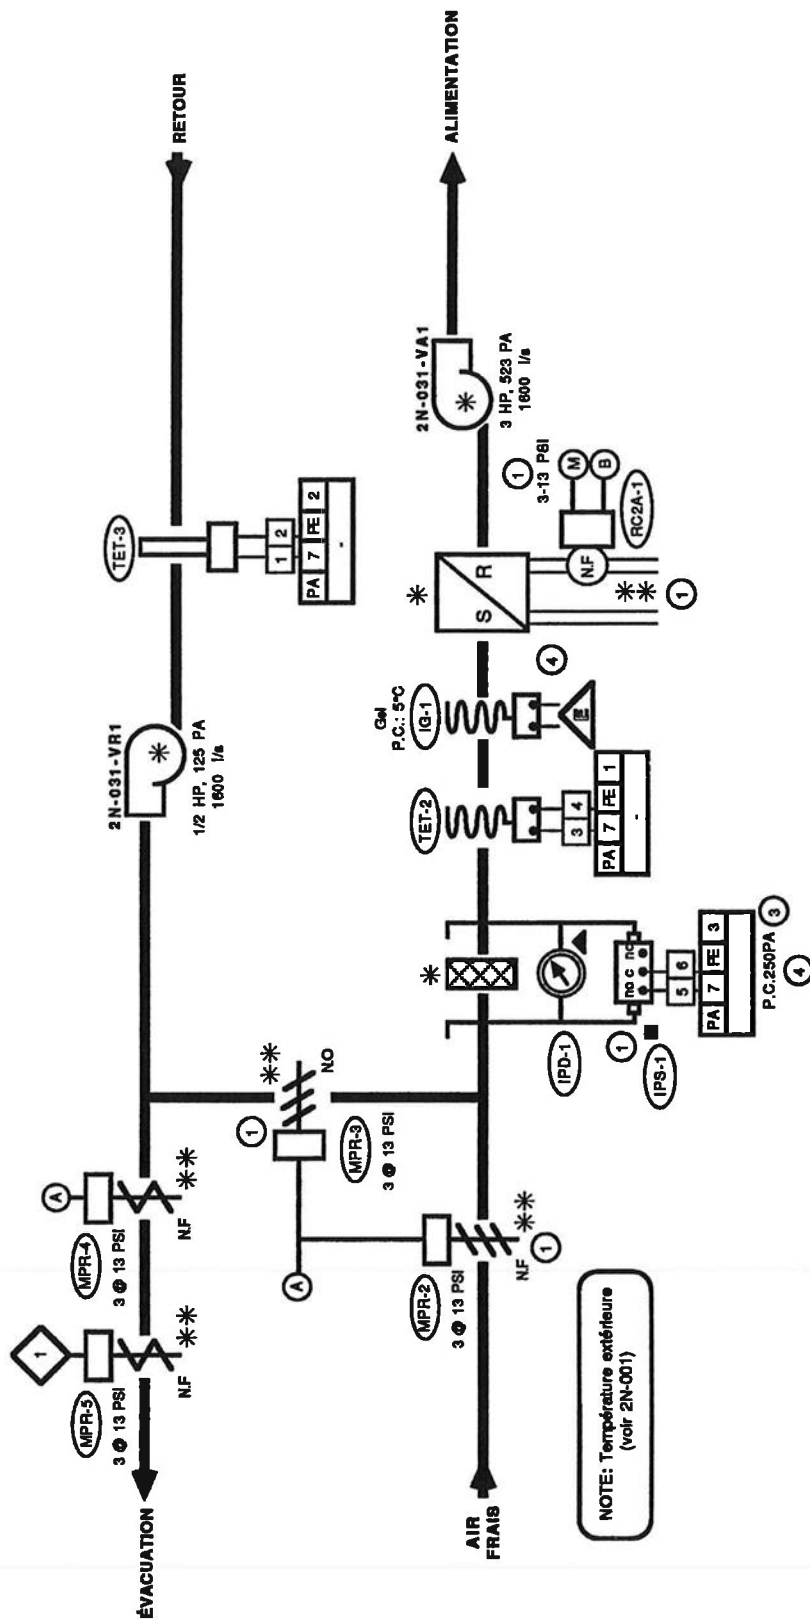 RETOUR
TET-3
1 2
PA 7 PE 2
-
2N-031-VR1
1/2 HP, 125 PA
1600 l/s
A
MPR-4
3 @ 13 PSI
N.F
1
MPR-5
3 @ 13 PSI
N.F
ÉVACUATION
1
N.O
MPR-3
3 @ 13 PSI
A
MPR-2
3 @ 13 PSI
N.F
1
AIR
FRAIS
IPD-1
1
IPS-1
no c nc
5 6
PA 7 PE 3
P.C.250PA
3
4
TET-2
3 4
PA 7 PE 1
-
Gel
P.C.: 5°C
IG-1
4
S R
N.F
1
3-13 PSI
1
M
B
RC2A-1
2N-031-VA1
3 HP, 523 PA
1600 l/s
ALIMENTATION
NOTE: Température extérieure
(voir 2N-001)